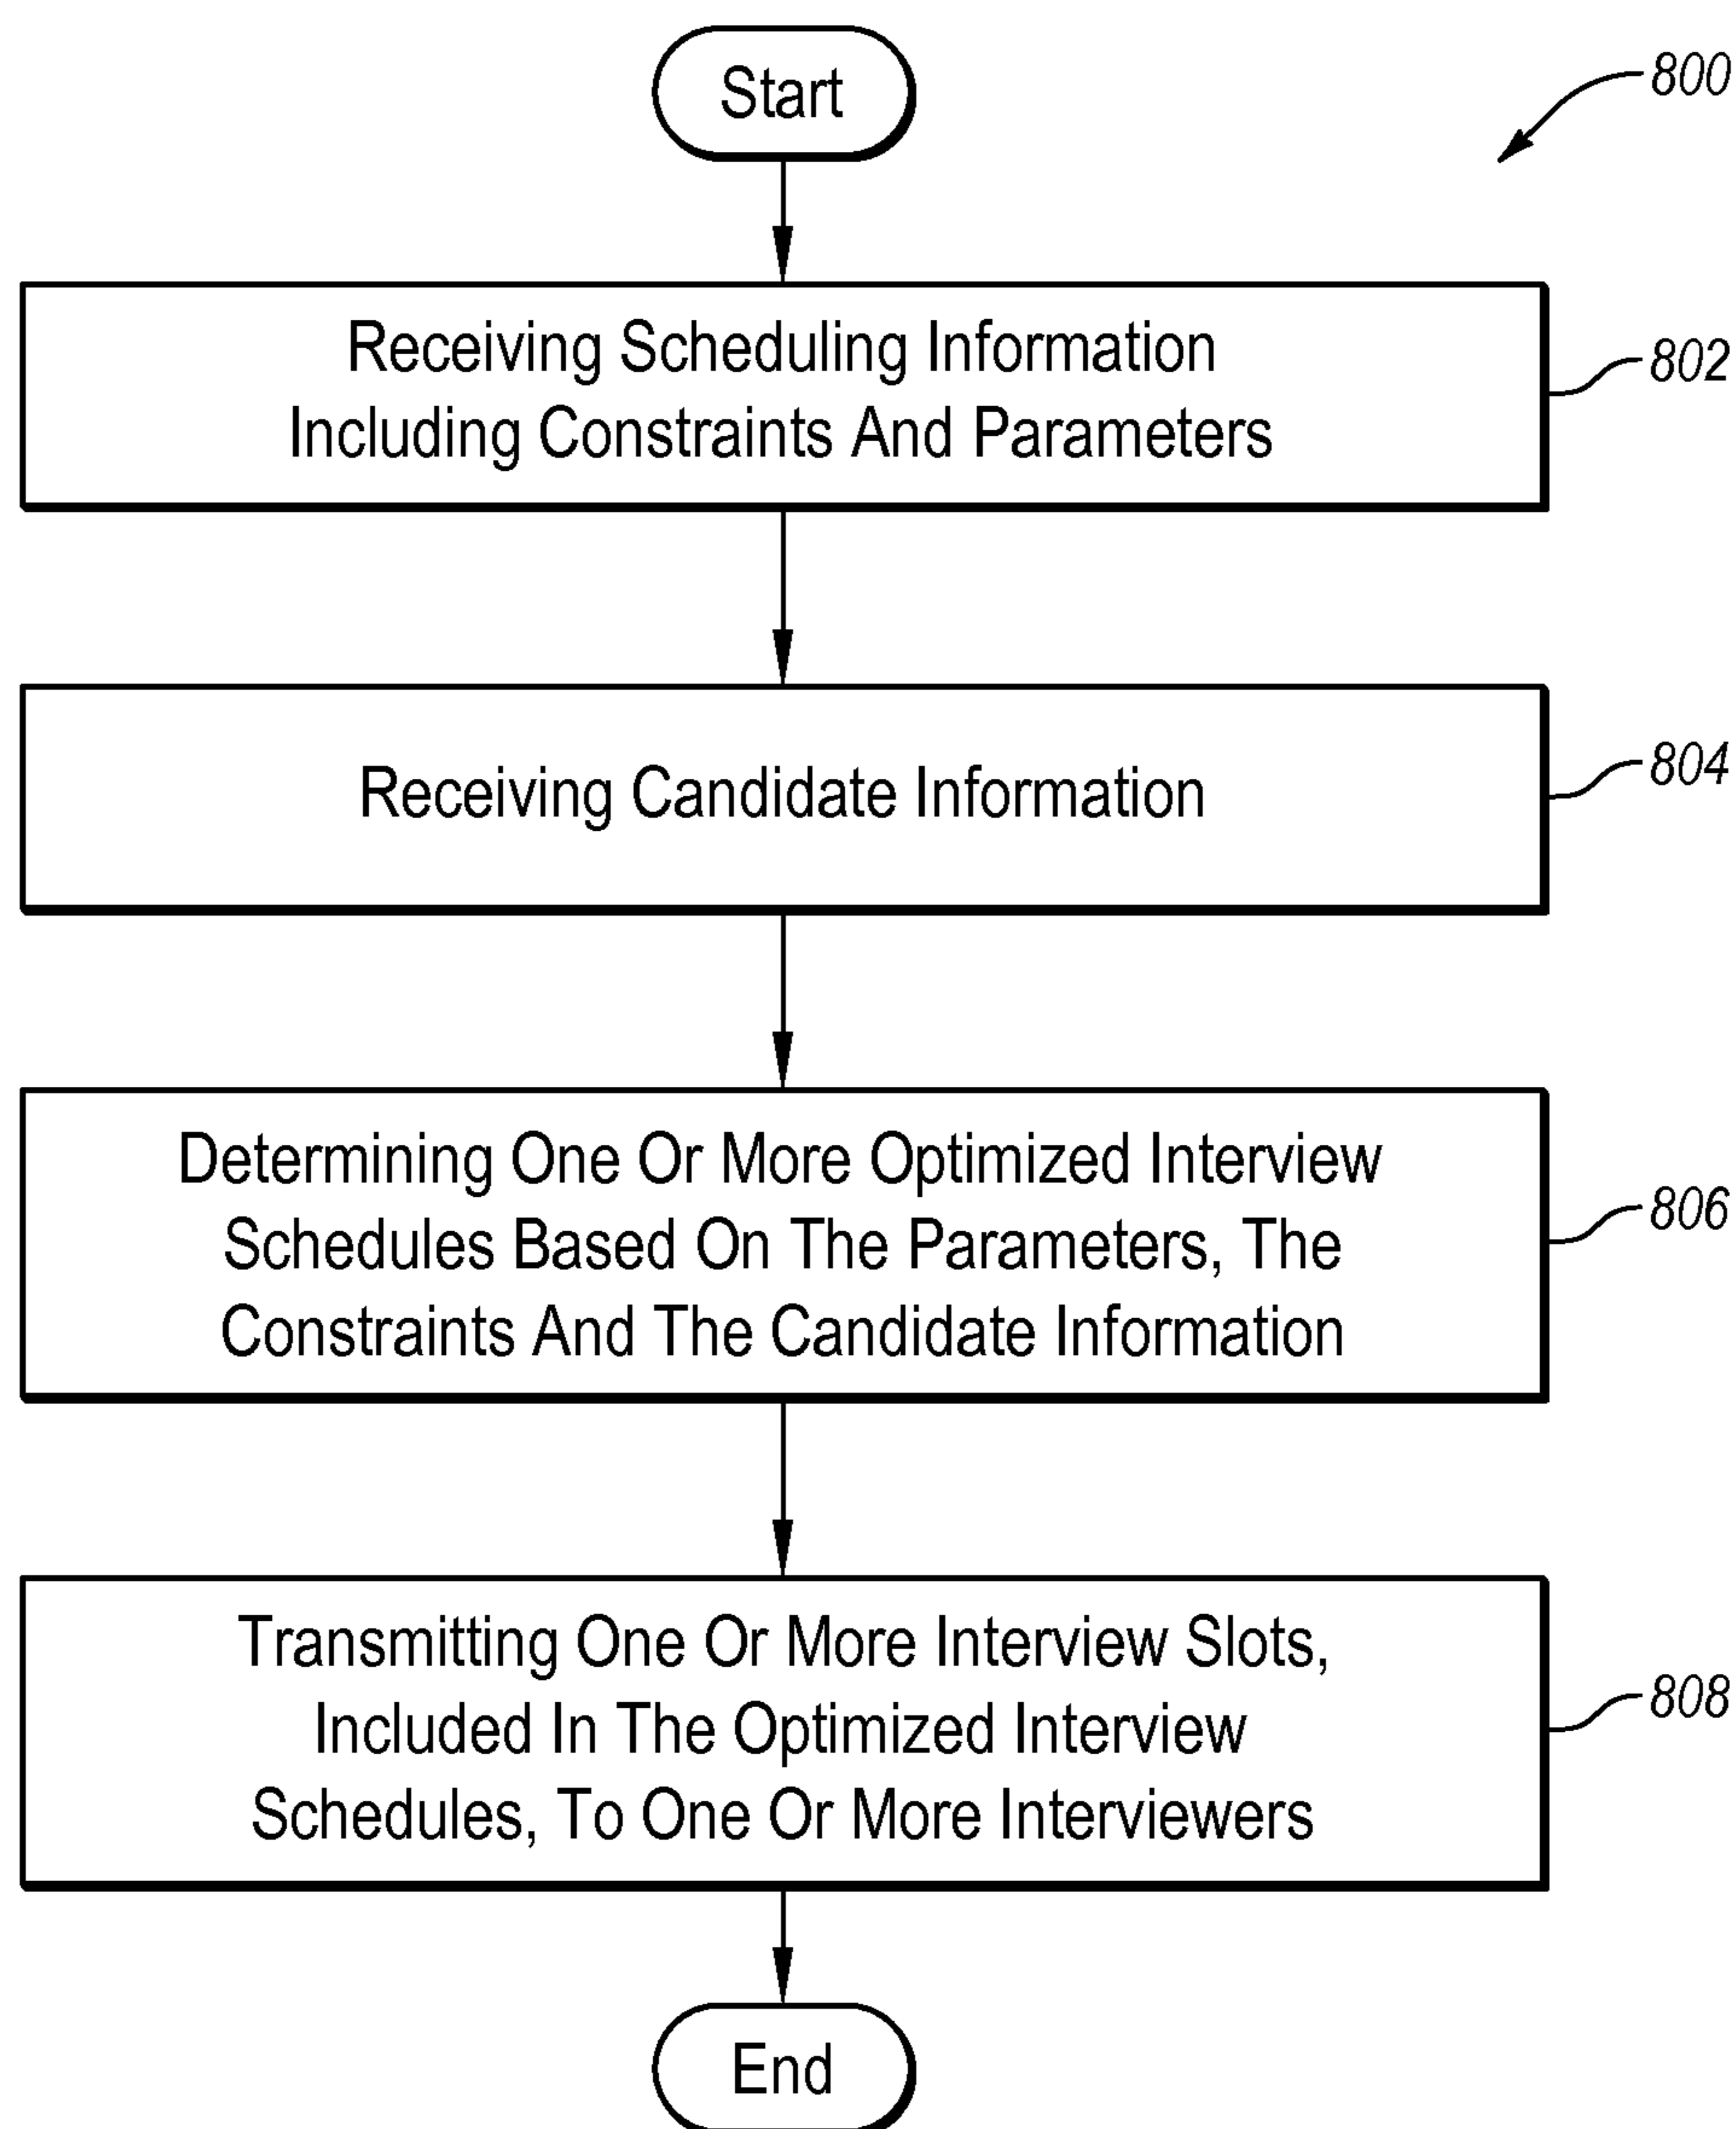 Start
800
Receiving Scheduling Information
Including Constraints And Parameters
802
Receiving Candidate Information
804
Determining One Or More Optimized Interview
Schedules Based On The Parameters, The
Constraints And The Candidate Information
806
Transmitting One Or More Interview Slots,
Included In The Optimized Interview
Schedules, To One Or More Interviewers
808
End